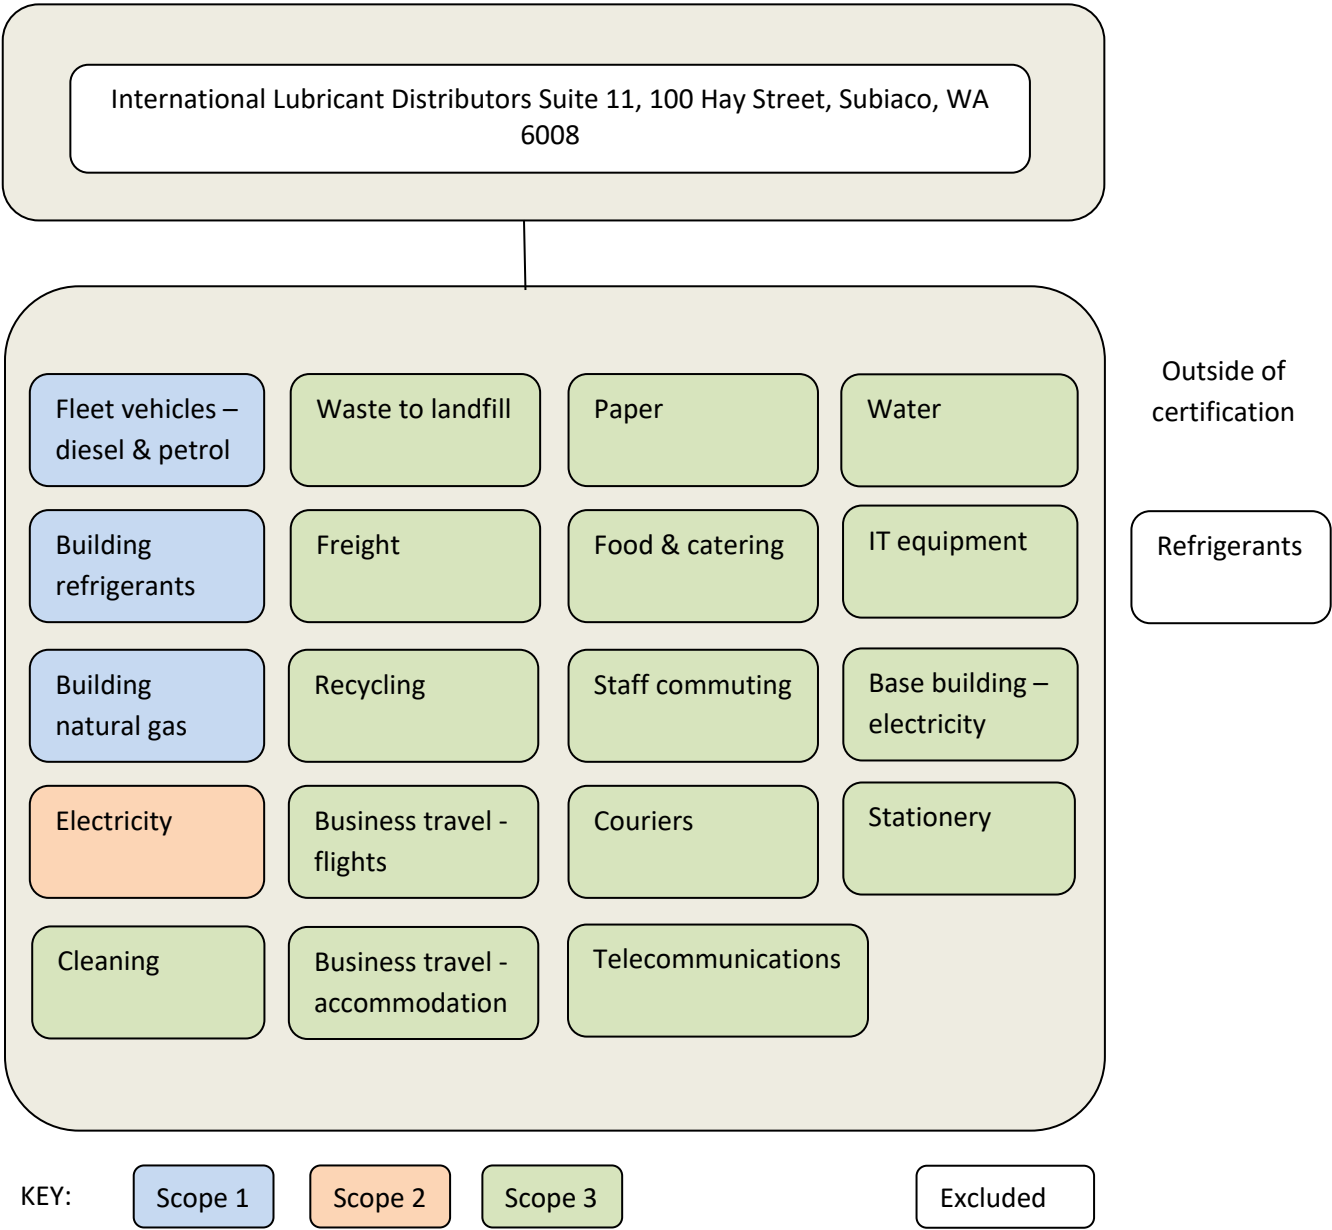 International Lubricant Distributors Suite 11, 100 Hay Street, Subiaco, WA
6008
Outside of
certification
Fleet vehicles –
diesel & petrol
Waste to landfill
Paper
Water
Building
refrigerants
Freight
Food & catering
IT equipment
Refrigerants
Building
natural gas
Recycling
Staff commuting
Base building –
electricity
Electricity
Business travel -
flights
Couriers
Stationery
Cleaning
Business travel -
accommodation
Telecommunications
KEY:
Scope 1
Scope 2
Scope 3
Excluded